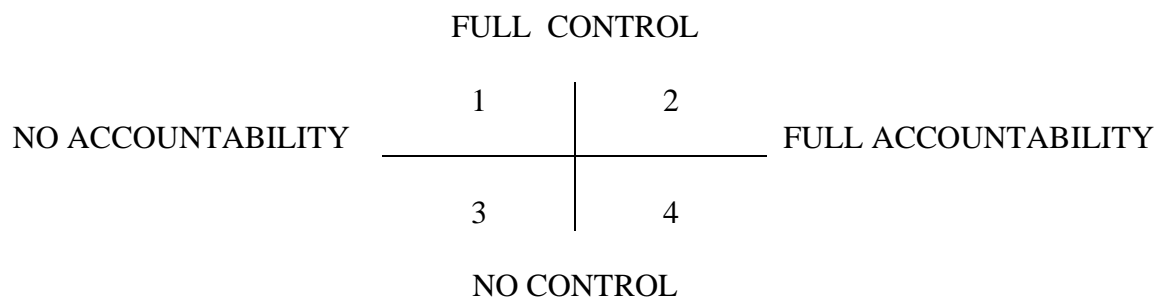 FULL CONTROL
1 2
NO ACCOUNTABILITY FULL ACCOUNTABILITY
3 4
NO CONTROL